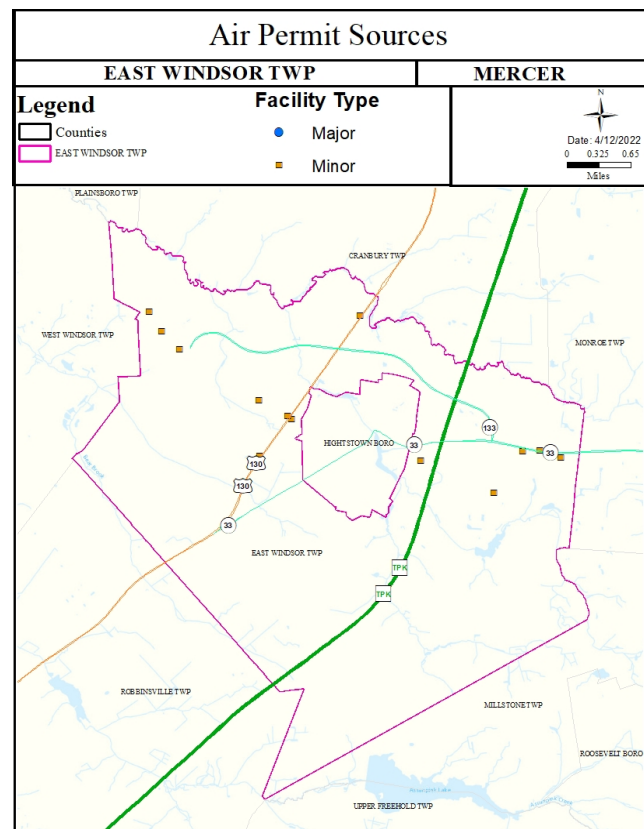 Air Permit Sources
EAST WINDSOR TWP
MERCER
Legend
Counties
EAST WINDSOR TWP
Facility Type
Major
Minor
N
Date: 4/12/2022
0 0.325 0.65
Miles
PLAINSBORO TWP
CRANBURY TWP
WEST WINDSOR TWP
MONROE TWP
133
HIGHTSTOWN BORO
33
33
130
130
33
EAST WINDSOR TWP
TPK
TPK
ROBBINSVILLE TWP
MILLSTONE TWP
ROOSEVELT BORO
UPPER FREEHOLD TWP